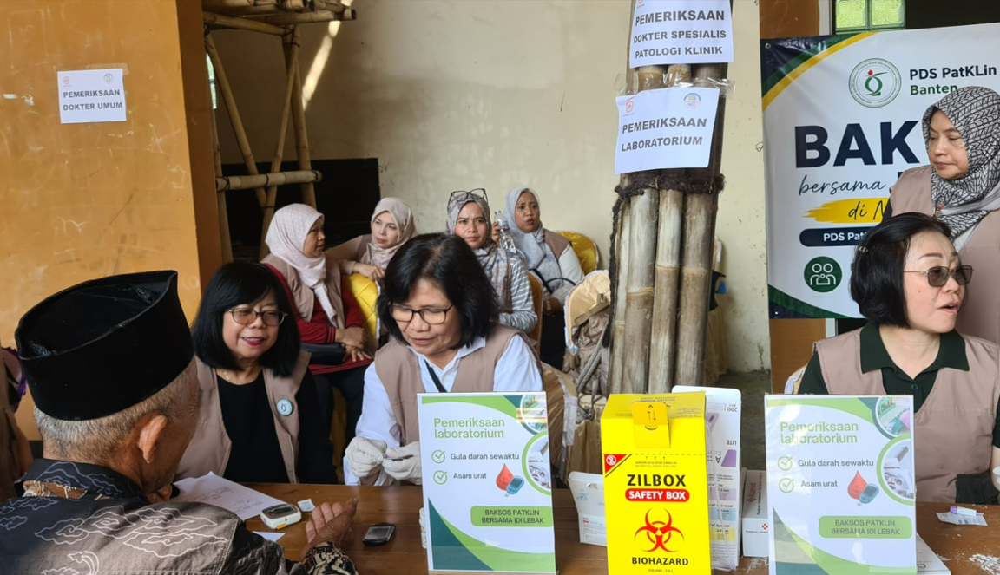 PEMERIKSAAN
DOKTER UMUM
PEMERIKSAAN
DOKTER SPESIALIS
PATOLOGI KLINIK
PEMERIKSAAN
LABORATORIUM
PDS PatKLin
Banten
BAK
bersama
di
PDS Pat
Pemeriksaan
laboratorium
Gula darah sewaktu
Asam urat
BAKSOS PATKLIN
BERSAMA IDI LEBAK
ZILBOX
SAFETY BOX
BIOHAZARD
Pemeriksaan
laboratorium
Gula darah sewaktu
Asam urat
BAKSOS PATKLIN
BERSAMA IDI LEBAK